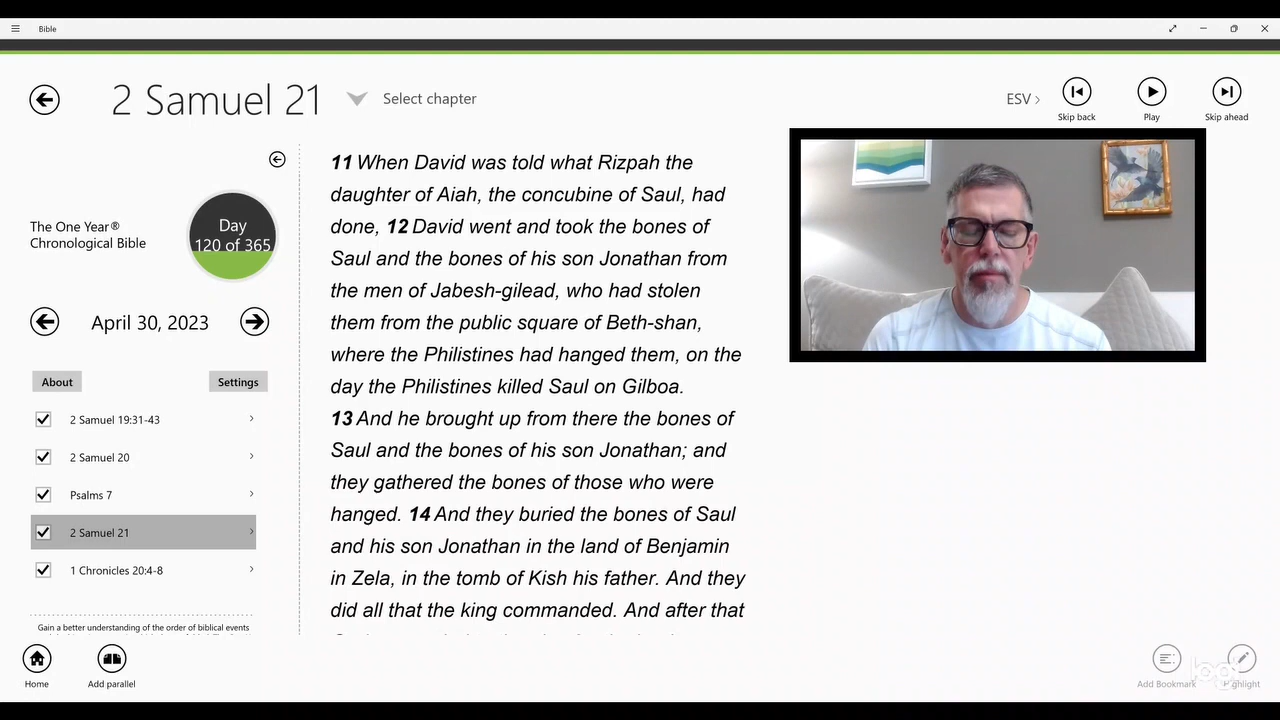 Bible
2 Samuel 21
Select chapter
ESV
Skip back
Play
Skip ahead
The One Year®
Chronological Bible
Day
120 of 365
April 30, 2023
About
Settings
2 Samuel 19:31-43
2 Samuel 20
Psalms 7
2 Samuel 21
1 Chronicles 20:4-8
Gain a better understanding of the order of biblical events
11 When David was told what Rizpah the
daughter of Aiah, the concubine of Saul, had
done, 12 David went and took the bones of
Saul and the bones of his son Jonathan from
the men of Jabesh-gilead, who had stolen
them from the public square of Beth-shan,
where the Philistines had hanged them, on the
day the Philistines killed Saul on Gilboa.
13 And he brought up from there the bones of
Saul and the bones of his son Jonathan; and
they gathered the bones of those who were
hanged. 14 And they buried the bones of Saul
and his son Jonathan in the land of Benjamin
in Zela, in the tomb of Kish his father. And they
did all that the king commanded. And after that
Home
Add parallel
Add Bookmark
Highlight
logi